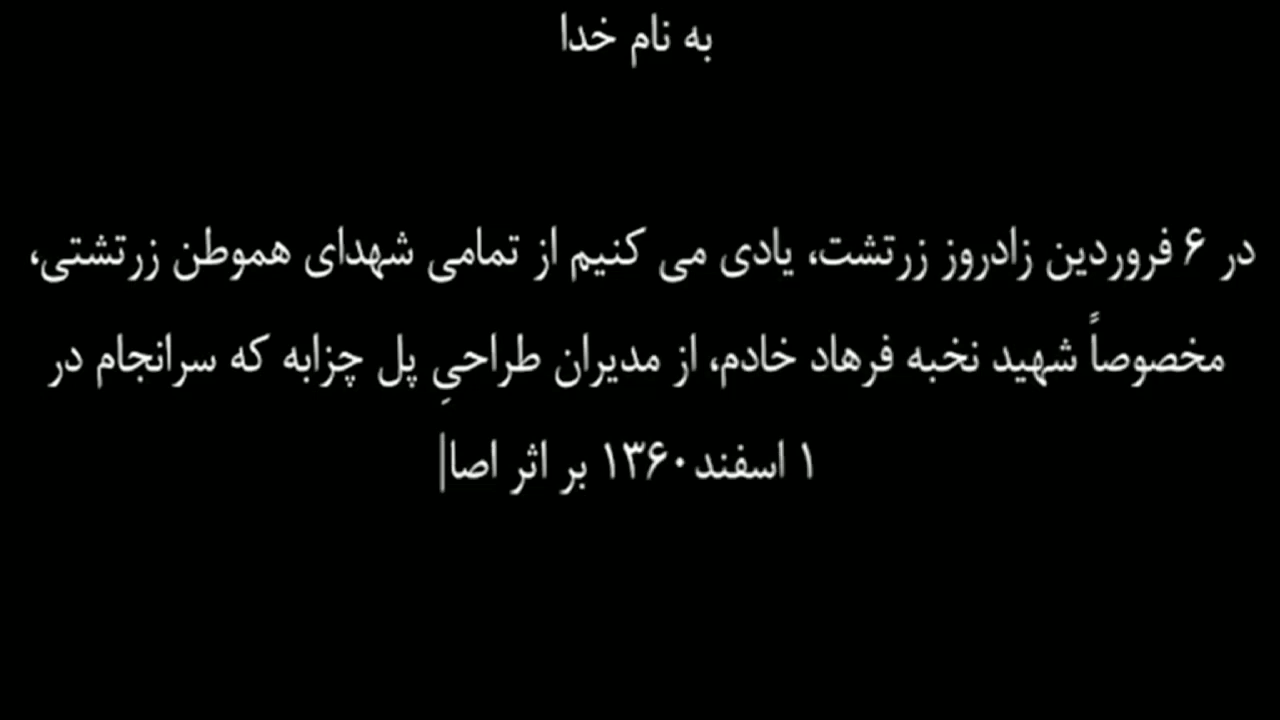 به نام خدا
در ۶ فروردین زادروز زرتشت، یادی می کنیم از تمامی شهدای هموطن زرتشتی،
مخصوصاً شهید نخبه فرهاد خادم، از مدیران طراحیِ پل چزابه که سرانجام در
۱ اسفند ۱۳۶۰ بر اثر اصا